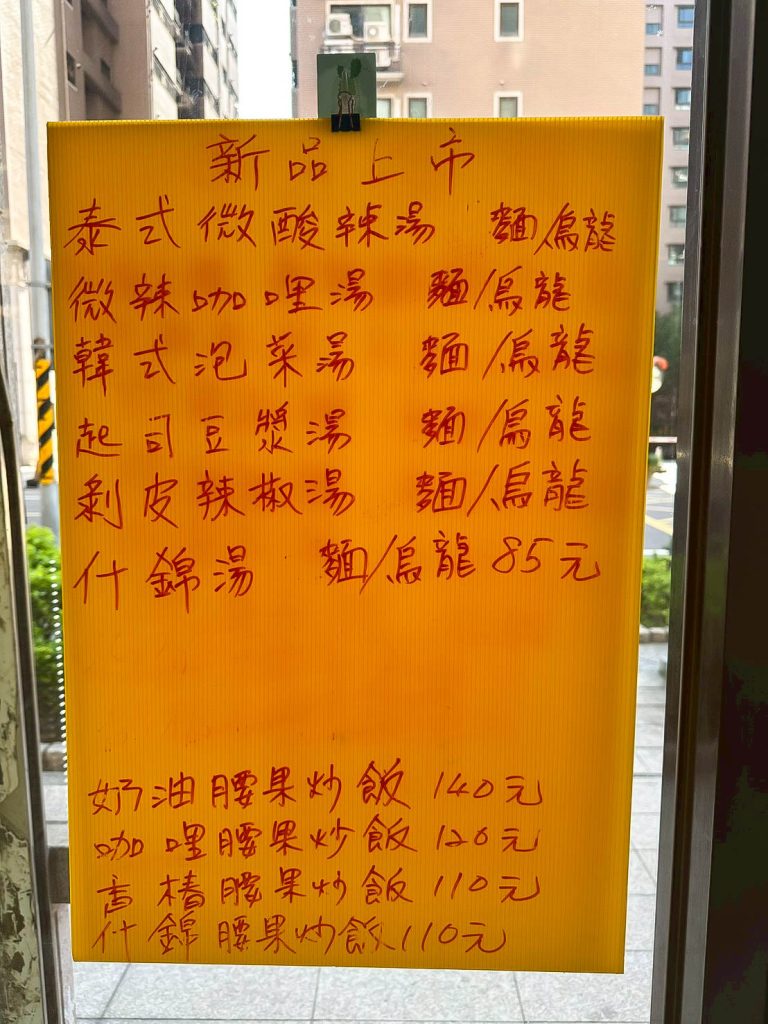 新品上市
泰式微酸辣湯 麵/烏龍
微辣咖哩湯 麵/烏龍
韓式泡菜湯 麵/烏龍
起司豆漿湯 麵/烏龍
剝皮辣椒湯 麵/烏龍
什錦湯 麵/烏龍 85元
奶油腰果炒飯 140元
咖哩腰果炒飯 120元
香椿腰果炒飯 110元
什錦腰果炒飯 110元